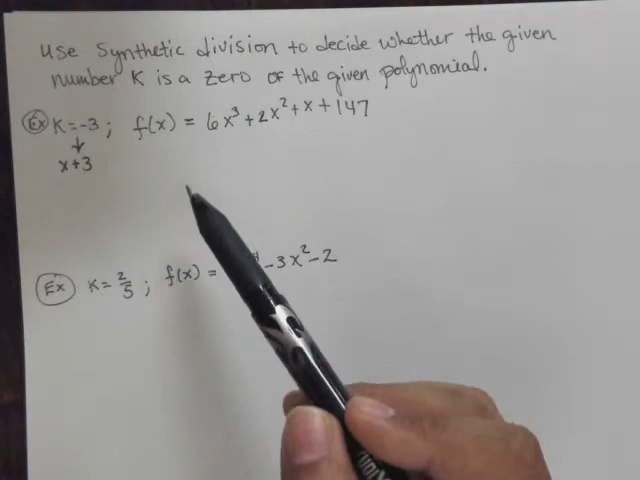 use synthetic division to decide whether the given
number K is a zero of the given polynomial.
Ex K=-3; f(x) = 6x³+2x²+x+147
↓
x+3
Ex K=2/5; f(x) = -3x²-2